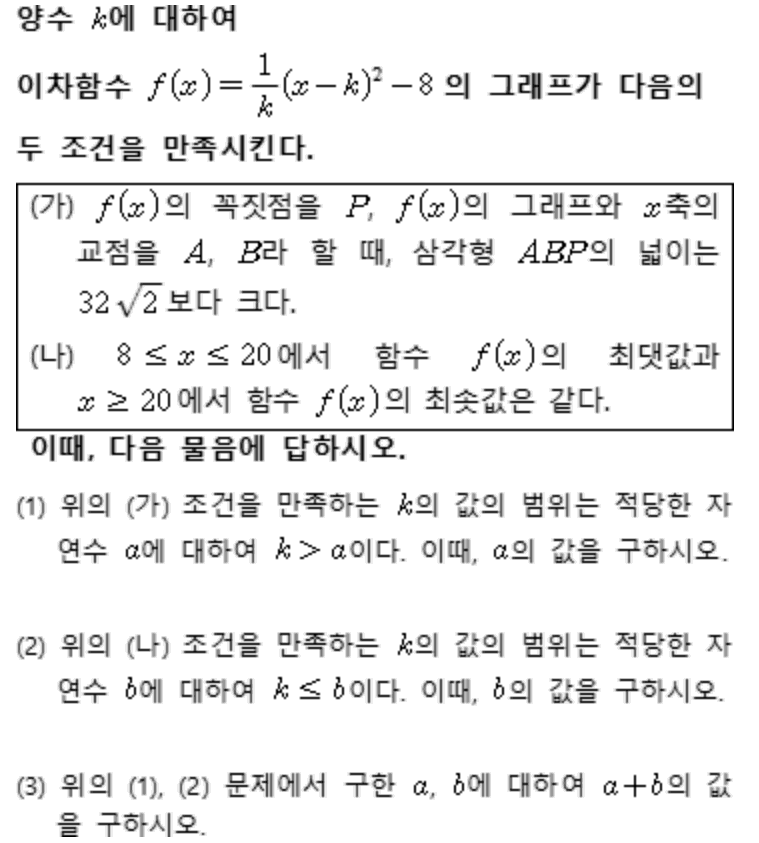 양수 k에 대하여
이차함수 f(x)=\frac{1}{k}(x-k)^2-8 의 그래프가 다음의
두 조건을 만족시킨다.
(가) f(x)의 꼭짓점을 P, f(x)의 그래프와 x축의
교점을 A, B라 할 때, 삼각형 ABP의 넓이는
32√2 보다 크다.
(나) 8 ≤ x ≤ 20에서 함수 f(x)의 최댓값과
x ≥ 20에서 함수 f(x)의 최솟값은 같다.
이때, 다음 물음에 답하시오.
(1) 위의 (가) 조건을 만족하는 k의 값의 범위는 적당한 자
연수 a에 대하여 k > a이다. 이때, a의 값을 구하시오.
(2) 위의 (나) 조건을 만족하는 k의 값의 범위는 적당한 자
연수 b에 대하여 k ≤ b이다. 이때, b의 값을 구하시오.
(3) 위의 (1), (2) 문제에서 구한 a, b에 대하여 a+b의 값
을 구하시오.